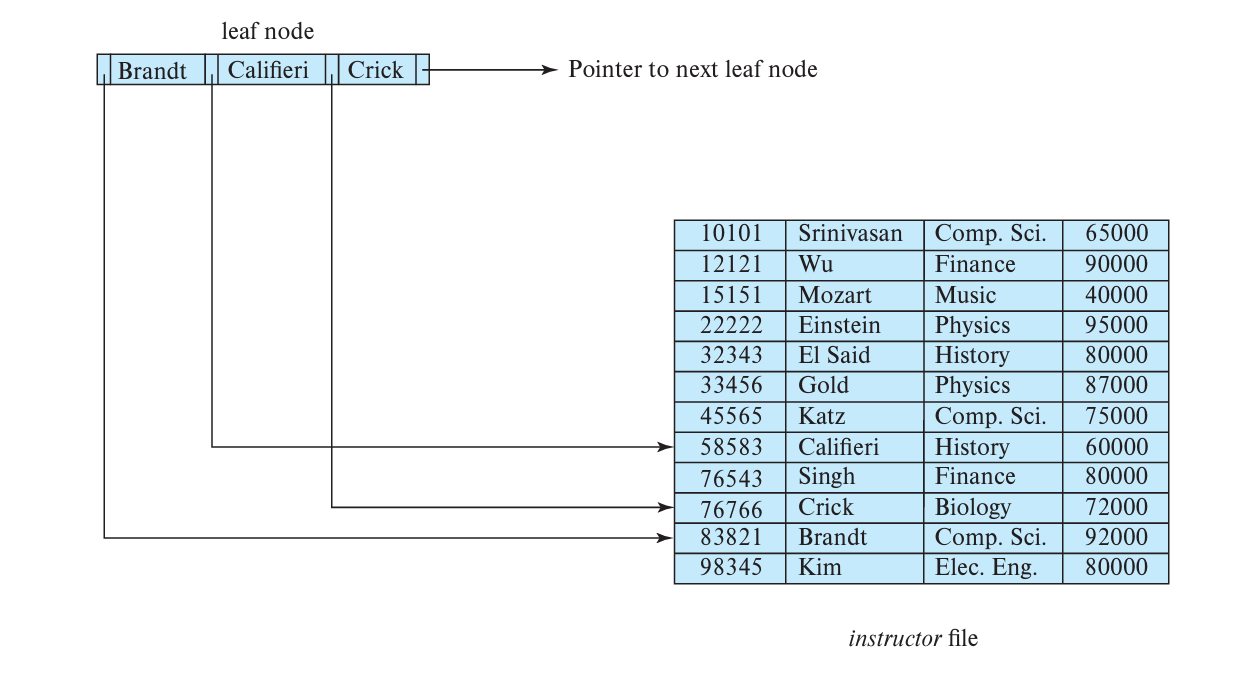 leaf node
Brandt Califieri Crick Pointer to next leaf node
10101 Srinivasan Comp. Sci. 65000
12121 Wu Finance 90000
15151 Mozart Music 40000
22222 Einstein Physics 95000
32343 El Said History 80000
33456 Gold Physics 87000
45565 Katz Comp. Sci. 75000
58583 Califieri History 60000
76543 Singh Finance 80000
76766 Crick Biology 72000
83821 Brandt Comp. Sci. 92000
98345 Kim Elec. Eng. 80000
instructor file